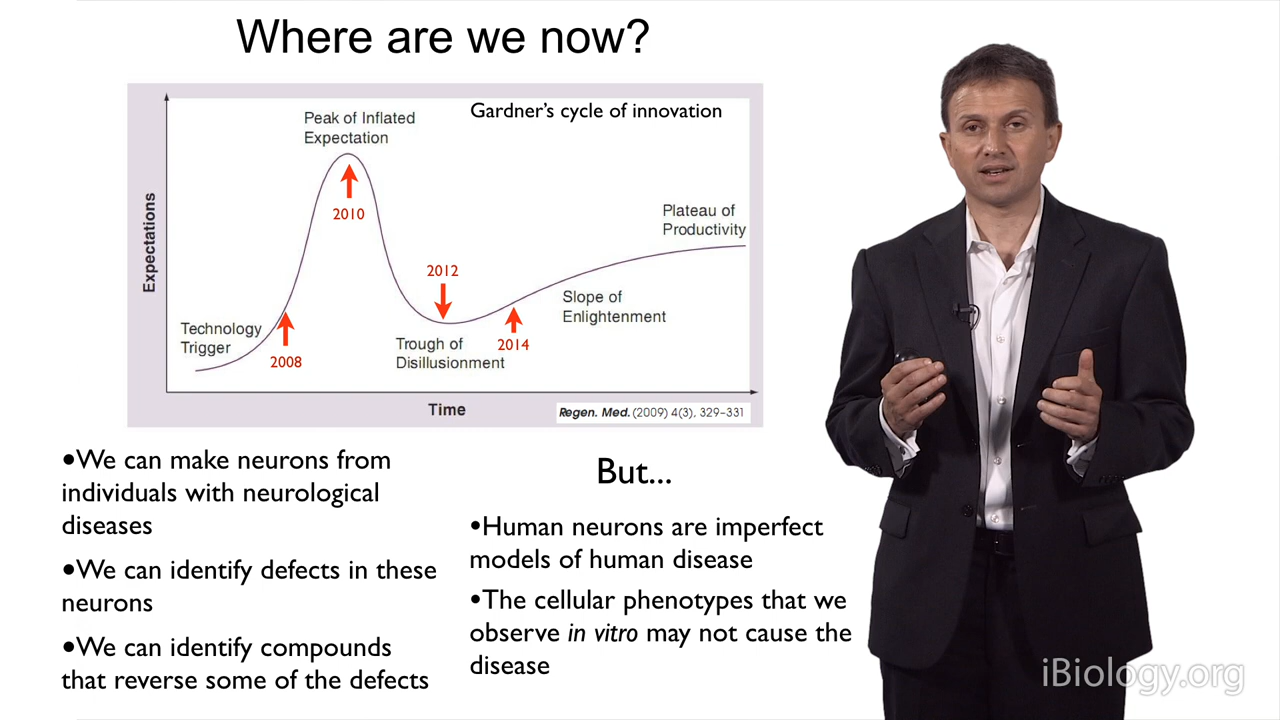 Where are we now?
Gardner's cycle of innovation
Peak of Inflated
Expectation
2010
Expectations
Plateau of
Productivity
2012
Slope of
Enlightenment
Technology
Trigger
2008
Trough of
Disillusionment
2014
Time
Regen. Med. (2009) 4(3), 329–331
•We can make neurons from
individuals with neurological
diseases
•We can identify defects in these
neurons
•We can identify compounds
that reverse some of the defects
But...
•Human neurons are imperfect
models of human disease
•The cellular phenotypes that we
observe in vitro may not cause the
disease
iBiology.org